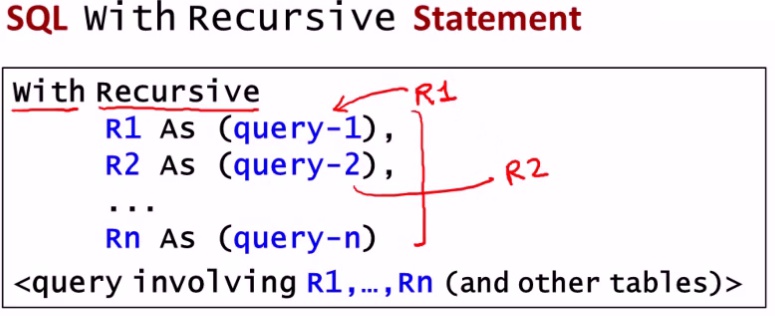 SQL With Recursive Statement
With Recursive
R1
R1 As (query-1),
R2 As (query-2),
R2
...
Rn As (query-n)
<query involving R1,…,Rn (and other tables)>